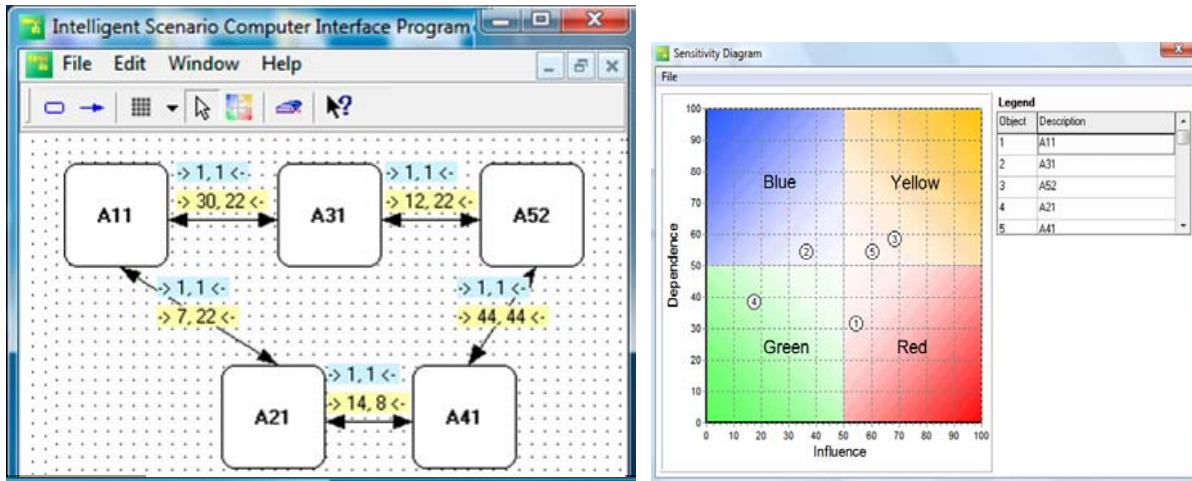 Intelligent Scenario Computer Interface Program
File Edit Window Help
-> 1, 1 <-
-> 1, 1 <-
-> 30, 22 <-
-> 12, 22 <-
A11
A31
A52
-> 1, 1 <-
-> 1, 1 <-
-> 7, 22 <-
-> 44, 44 <-
-> 1, 1 <-
-> 14, 8 <-
A21
A41
Sensitivity Diagram
File
Legend
Object Description
1 A11
2 A31
3 A52
4 A21
5 A41
100
90
80
70
60
50
40
30
20
10
0
Dependence
Blue
Yellow
Green
Red
3
2
5
4
1
0 10 20 30 40 50 60 70 80 90 100
Influence